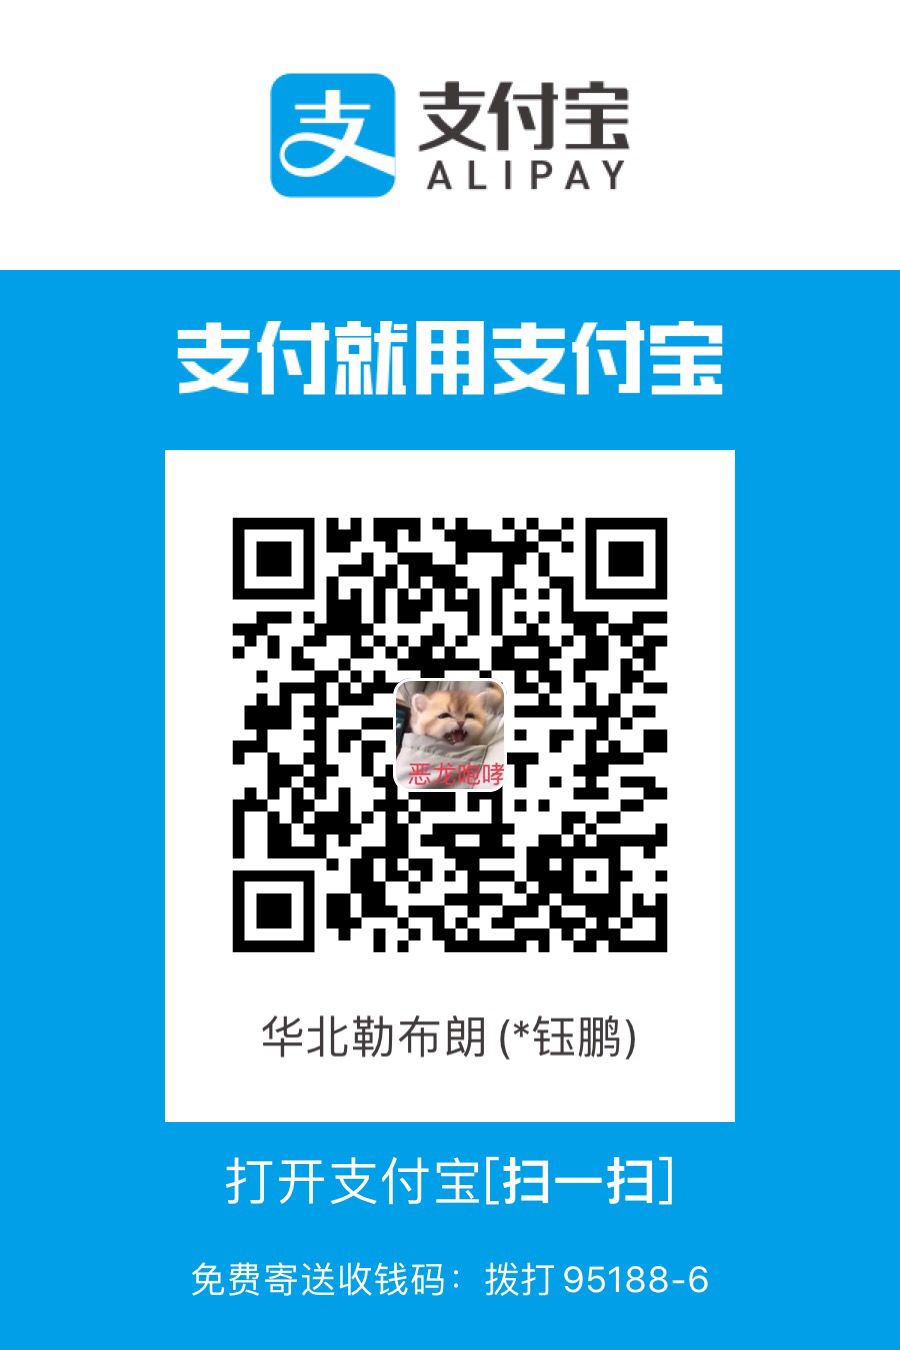 支 支付宝
ALIPAY
支付就用支付宝
恶龙咆哮
华北勒布朗 (*钰鹏)
打开支付宝[扫一扫]
免费寄送收钱码：拨打 95188-6